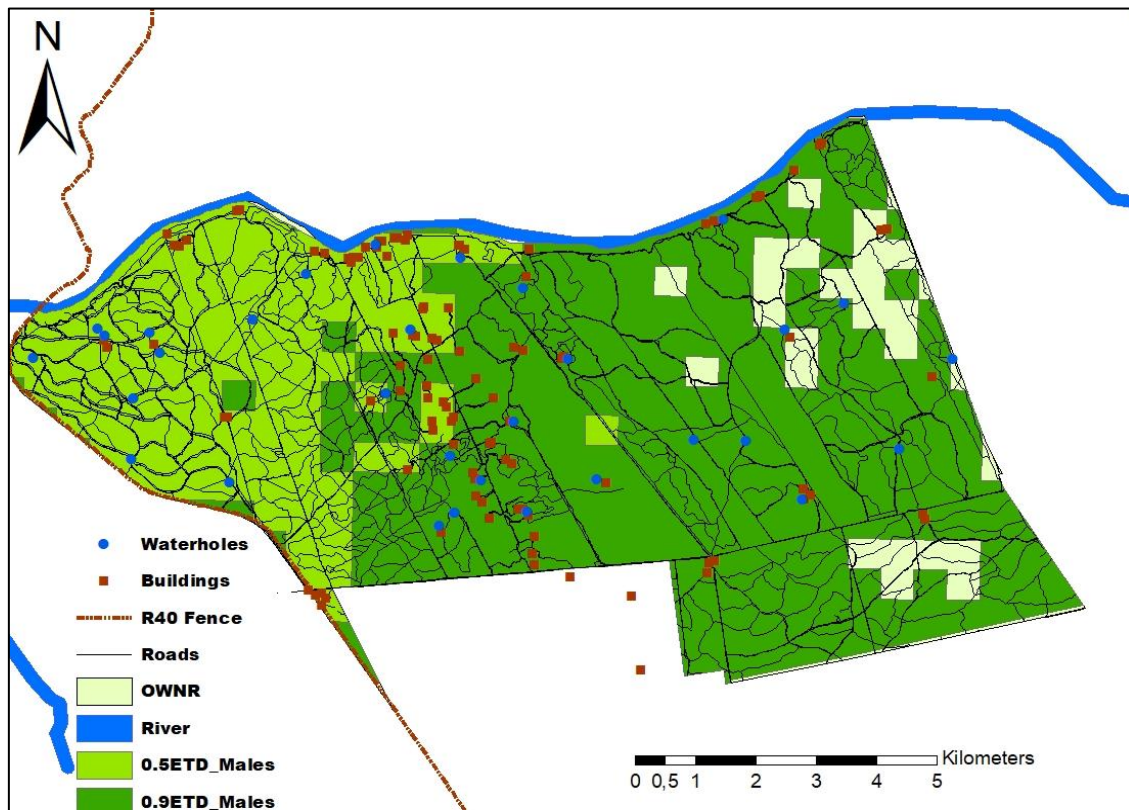 N
Waterholes
Buildings
R40 Fence
Roads
OWNR
River
0.5ETD_Males
0.9ETD_Males
Kilometers
0 0,5 1 2 3 4 5